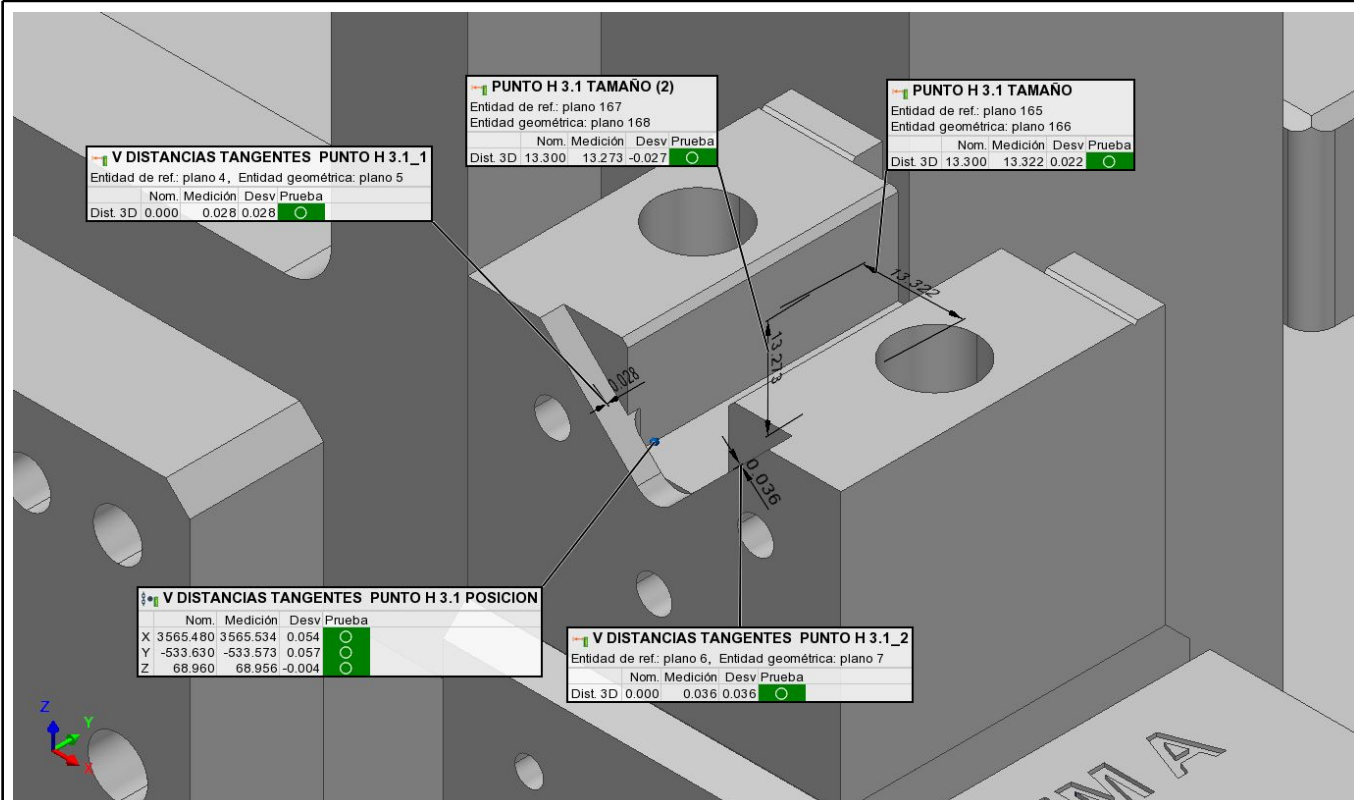 PUNTO H 3.1 TAMAÑO (2)
Entidad de ref.: plano 167
Entidad geométrica: plano 168
Nom. Medición Desv Prueba
Dist. 3D 13.300 13.273 -0.027
PUNTO H 3.1 TAMAÑO
Entidad de ref.: plano 165
Entidad geométrica: plano 166
Nom. Medición Desv Prueba
Dist. 3D 13.300 13.322 0.022
V DISTANCIAS TANGENTES PUNTO H 3.1_1
Entidad de ref.: plano 4, Entidad geométrica: plano 5
Nom. Medición Desv Prueba
Dist. 3D 0.000 0.028 0.028
13.322
13.273
0.028
0.036
V DISTANCIAS TANGENTES PUNTO H 3.1 POSICION
Nom. Medición Desv Prueba
X 3565.480 3565.534 0.054
Y -533.630 -533.573 0.057
Z 68.960 68.956 -0.004
V DISTANCIAS TANGENTES PUNTO H 3.1_2
Entidad de ref.: plano 6, Entidad geométrica: plano 7
Nom. Medición Desv Prueba
Dist. 3D 0.000 0.036 0.036
Z
Y
X
M A